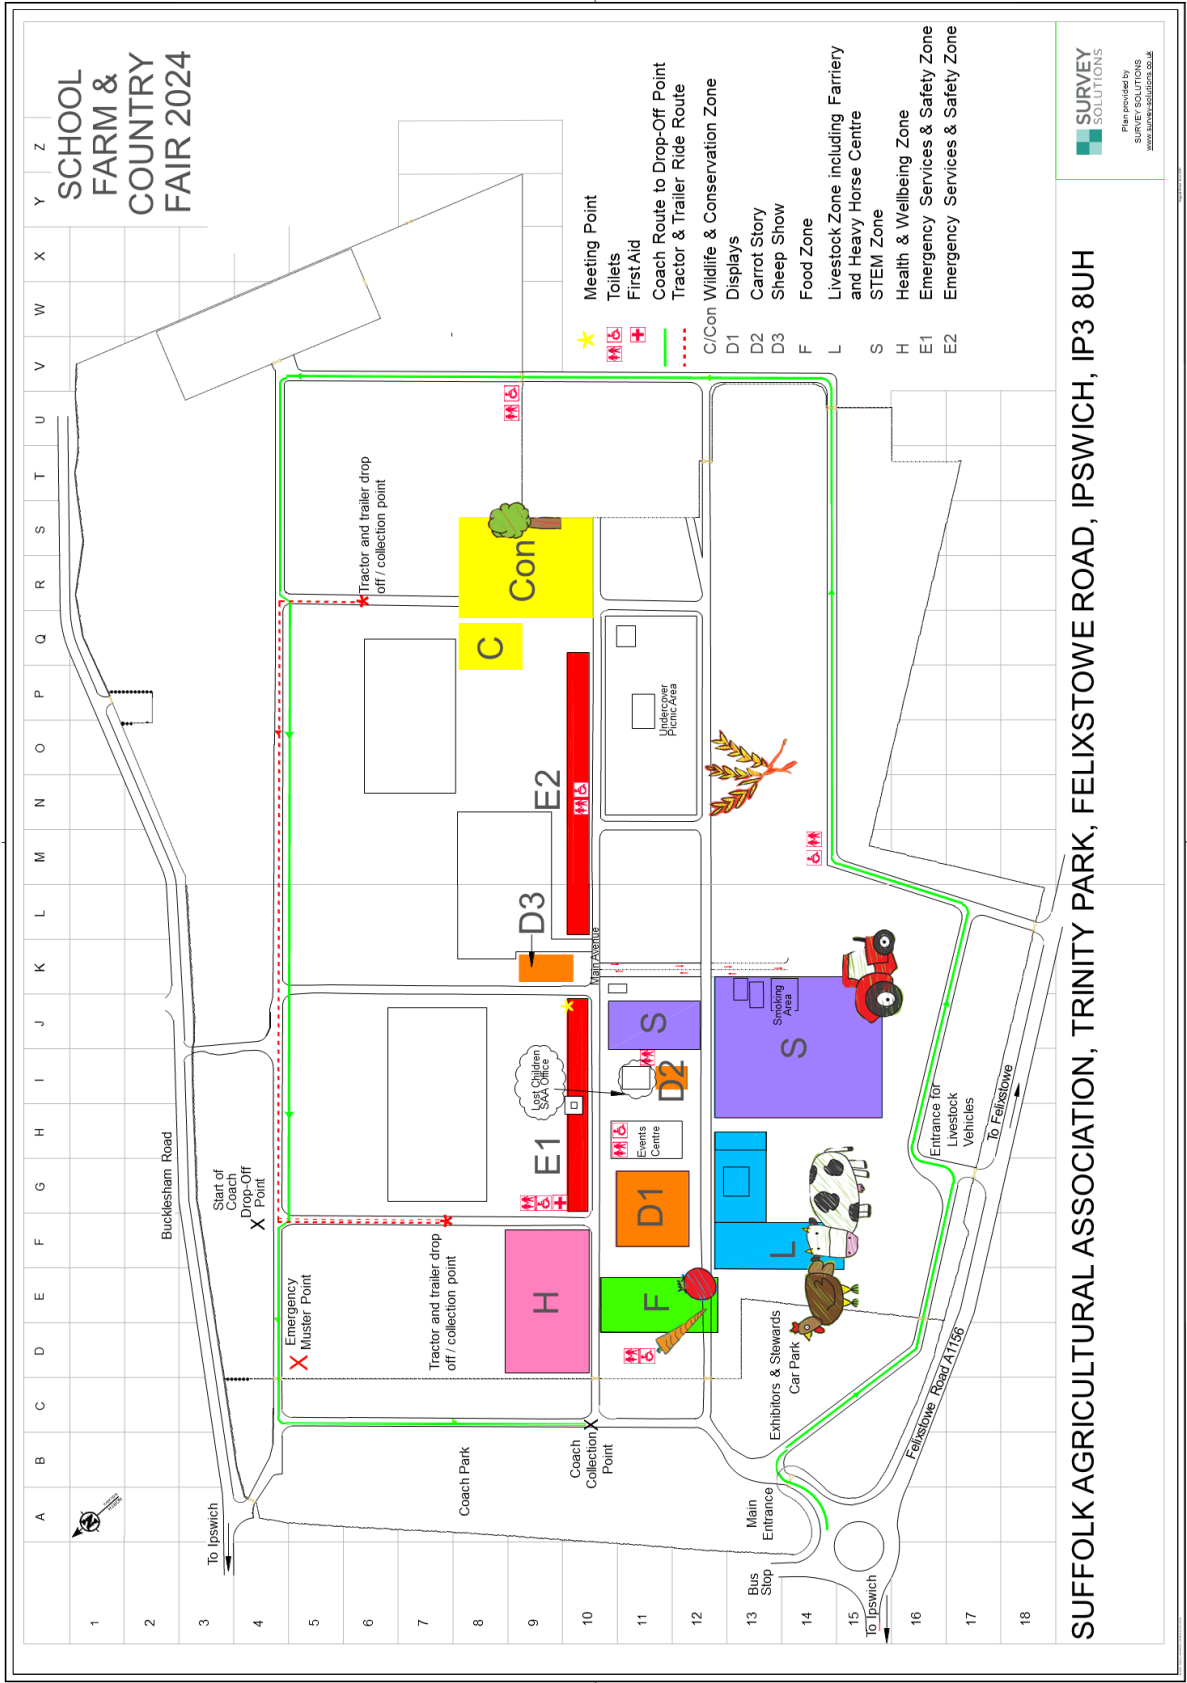 SCHOOL
FARM &
COUNTRY
FAIR 2024
Meeting Point
Toilets
First Aid
Coach Route to Drop-Off Point
Tractor & Trailer Ride Route
C/Con Wildlife & Conservation Zone
D1 Displays
D2 Carrot Story
D3 Sheep Show
F Food Zone
L Livestock Zone including Farriery
and Heavy Horse Centre
S STEM Zone
H Health & Wellbeing Zone
E1 Emergency Services & Safety Zone
E2 Emergency Services & Safety Zone
SURVEY
SOLUTIONS
Plan provided by
SURVEY SOLUTIONS
www.survey-solutions.co.uk
A B C D E F G H I J K L M N O P Q R S T U V W X Y Z
1
2
3
4
5
6
7
8
9
10
11
12
13
14
15
16
17
18
N
To Ipswich
Bucklesham Road
Start of
Coach
Drop-Off
Point
X
X
Emergency
Muster Point
Tractor and trailer drop
off / collection point
Tractor and trailer drop
off / collection point
Coach Park
Coach
Collection
Point
X
H
E1
Lost Children
SAA Office
D3
E2
C
Con
Main Avenue
F
D1
Events
Centre
D2
S
Undercover
Picnic Area
L
S
Smoking
Area
Exhibitors & Stewards
Car Park
Main
Entrance
Bus
Stop
To Ipswich
Felixstowe Road A1156
Entrance for
Livestock
Vehicles
To Felixstowe
SUFFOLK AGRICULTURAL ASSOCIATION, TRINITY PARK, FELIXSTOWE ROAD, IPSWICH, IP3 8UH